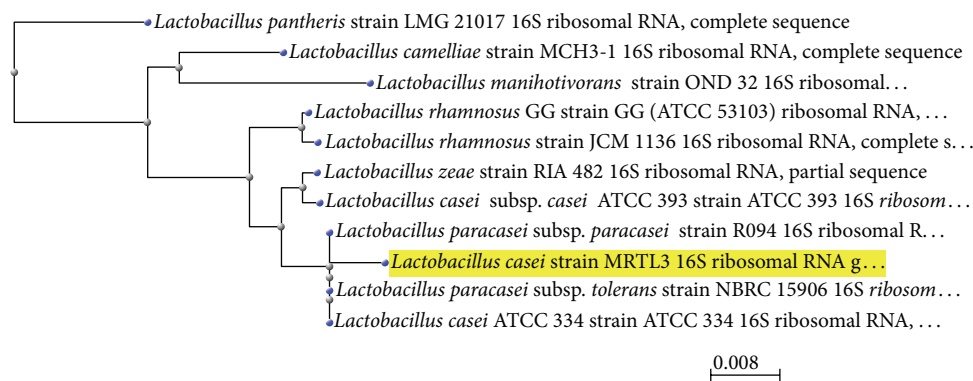 Lactobacillus pantheris strain LMG 21017 16S ribosomal RNA, complete sequence
Lactobacillus camelliae strain MCH3-1 16S ribosomal RNA, complete sequence
Lactobacillus manihotivorans strain OND 32 16S ribosomal...
Lactobacillus rhamnosus GG strain GG (ATCC 53103) ribosomal RNA, ...
Lactobacillus rhamnosus strain JCM 1136 16S ribosomal RNA, complete s...
Lactobacillus zeae strain RIA 482 16S ribosomal RNA, partial sequence
Lactobacillus casei subsp. casei ATCC 393 strain ATCC 393 16S ribosom...
Lactobacillus paracasei subsp. paracasei strain R094 16S ribosomal R...
Lactobacillus casei strain MRTL3 16S ribosomal RNA g...
Lactobacillus paracasei subsp. tolerans strain NBRC 15906 16S ribosom...
Lactobacillus casei ATCC 334 strain ATCC 334 16S ribosomal RNA, ...
0.008